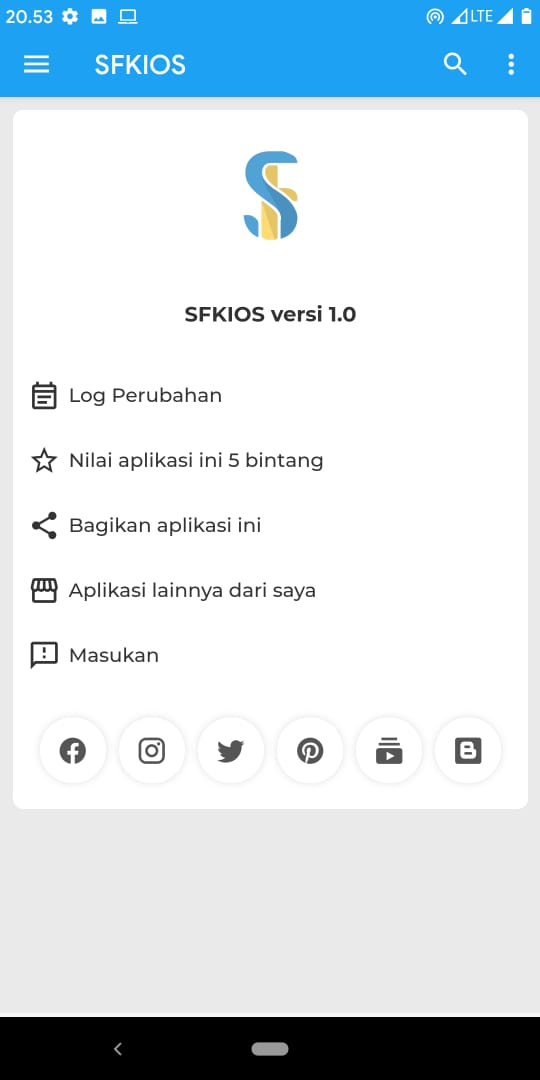 20.53
LTE
SFKIOS
SFKIOS versi 1.0
Log Perubahan
Nilai aplikasi ini 5 bintang
Bagikan aplikasi ini
Aplikasi lainnya dari saya
Masukan